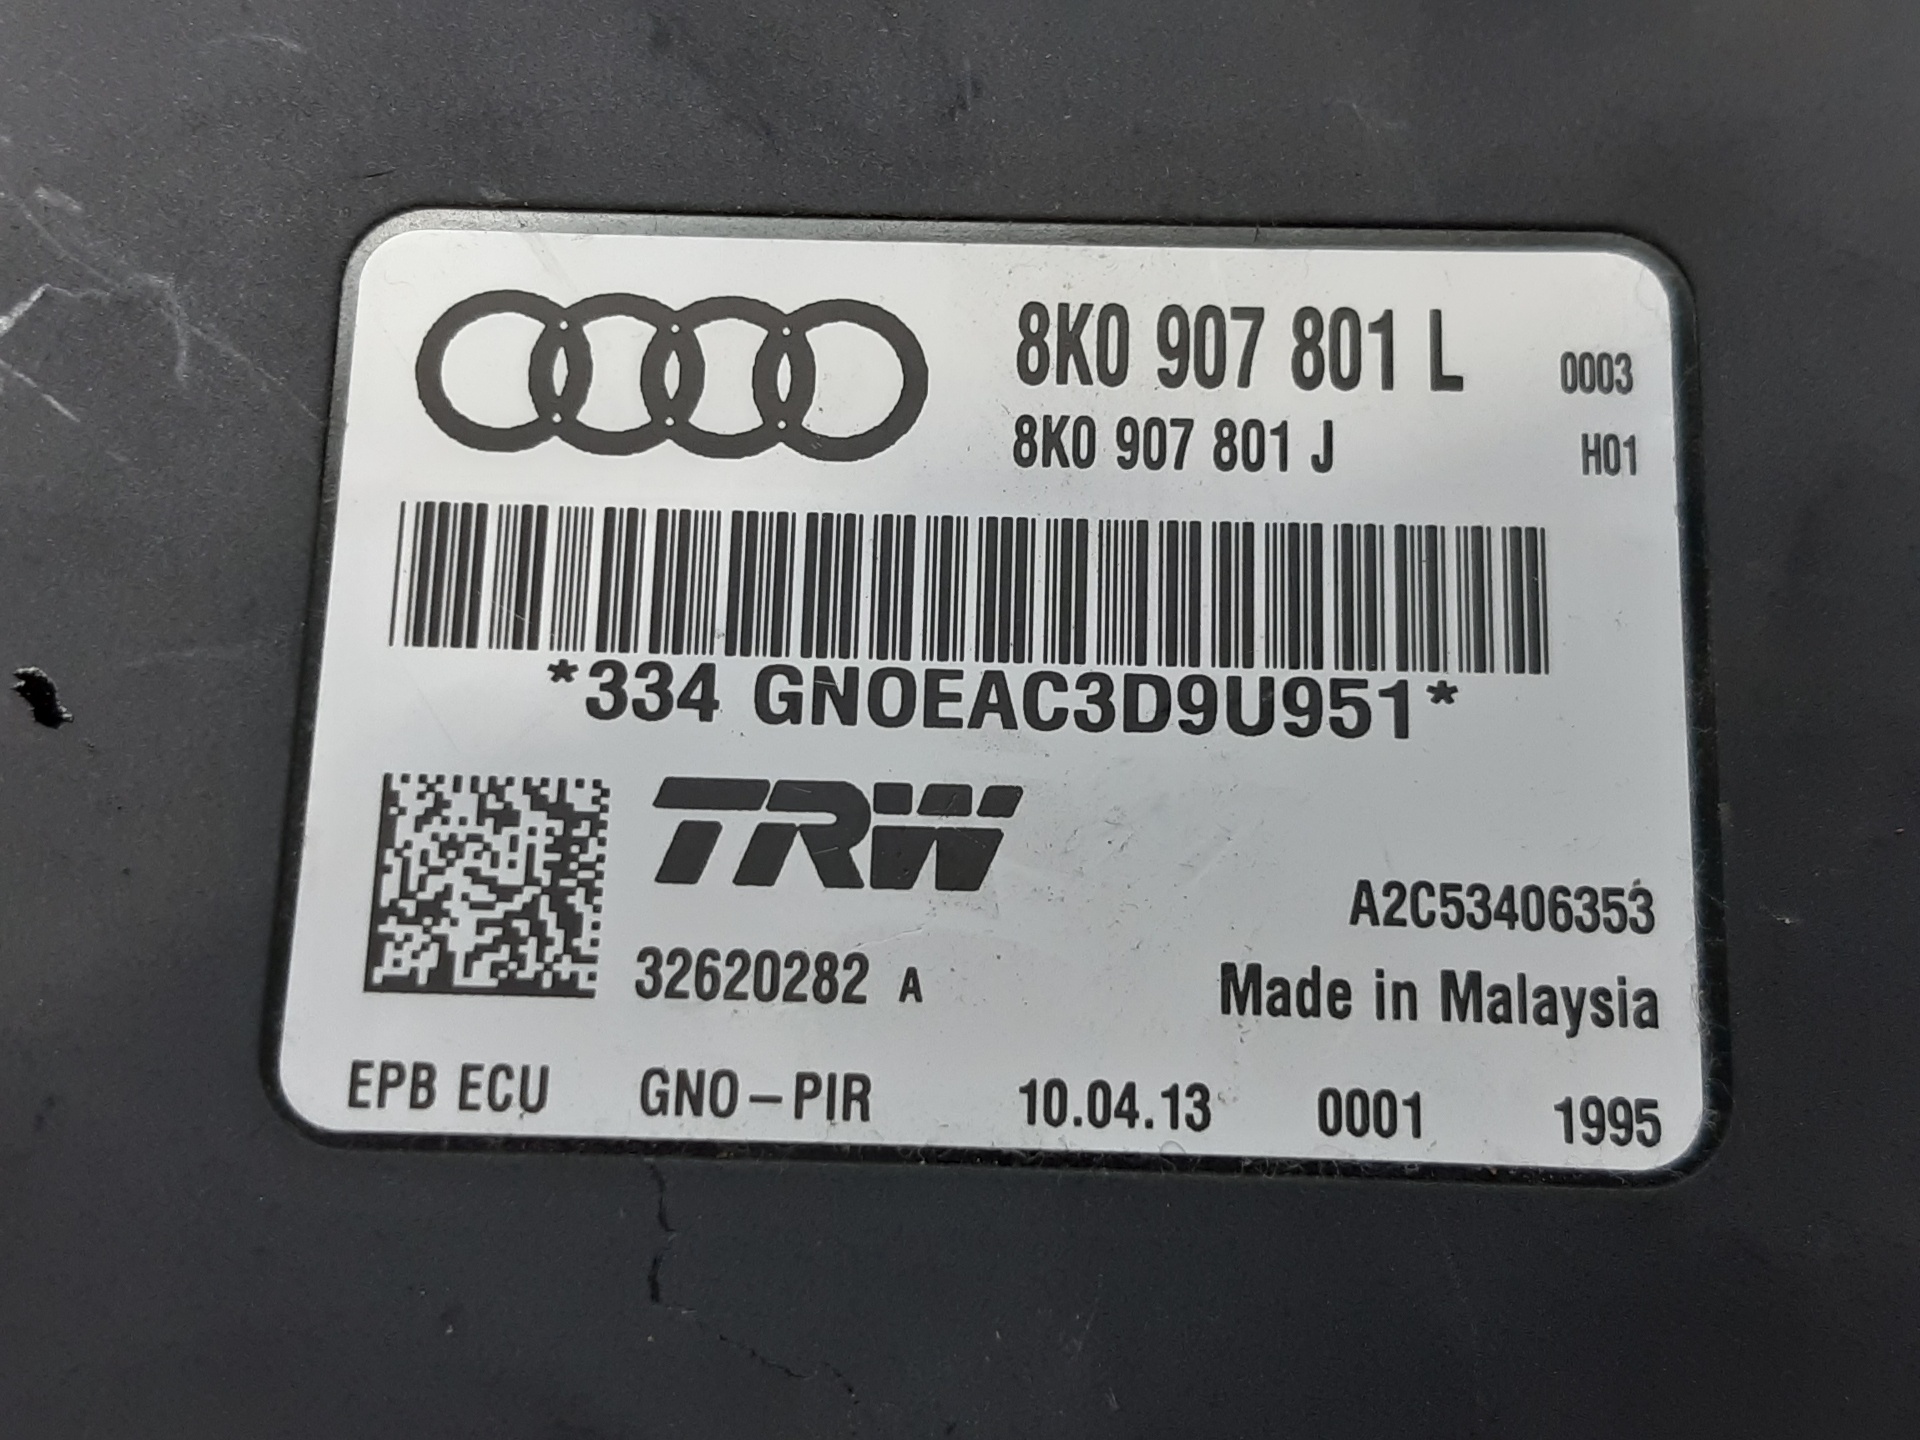 8K0 907 801 L 0003
8K0 907 801 J H01
*334 GNOEAC3D9U951*
TRW
A2C53406353
32620282 A
Made in Malaysia
EPB ECU GNO-PIR 10.04.13 0001 1995